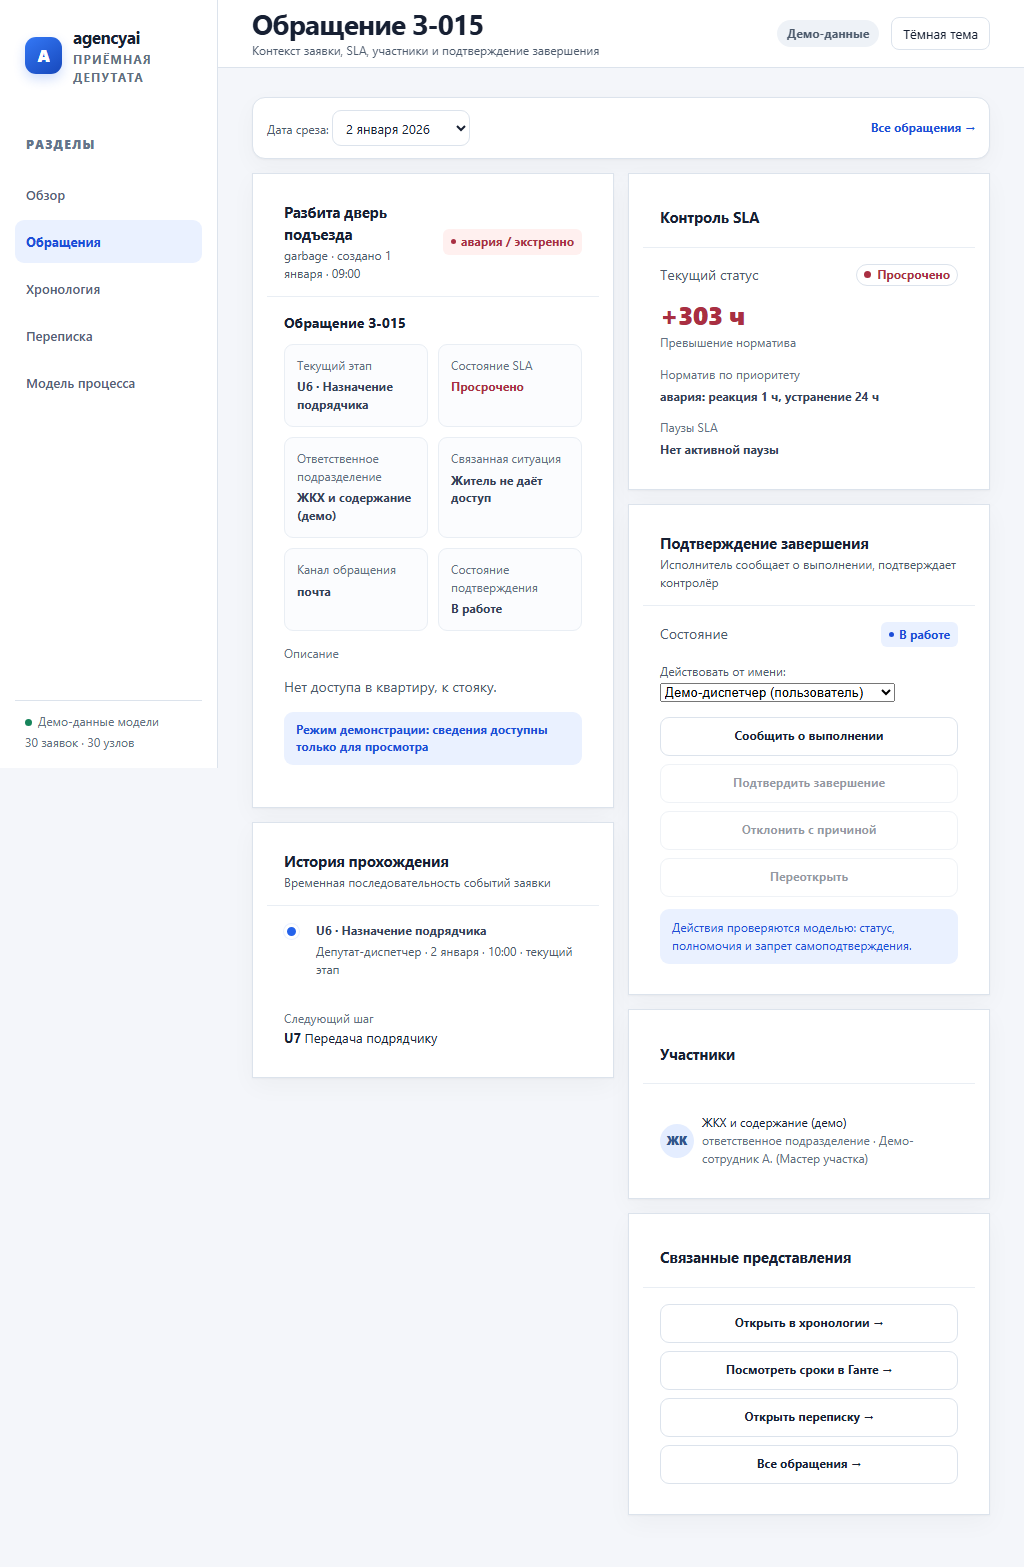 A
agencyai
ПРИЁМНАЯ
ДЕПУТАТА
РАЗДЕЛЫ
Обзор
Обращения
Хронология
Переписка
Модель процесса
Демо-данные модели
30 заявок · 30 узлов
Обращение 3-015
Контекст заявки, SLA, участники и подтверждение завершения
Демо-данные
Тёмная тема
Дата среза:
2 января 2026
Все обращения →
Разбита дверь
подъезда
garbage · создано 1
января · 09:00
авария / экстренно
Обращение 3-015
Текущий этап
U6 · Назначение
подрядчика
Состояние SLA
Просрочено
Ответственное
подразделение
ЖКХ и содержание
(демо)
Связанная ситуация
Житель не даёт
доступ
Канал обращения
почта
Состояние
подтверждения
В работе
Описание
Нет доступа в квартиру, к стояку.
Режим демонстрации: сведения доступны
только для просмотра
История прохождения
Временная последовательность событий заявки
U6 · Назначение подрядчика
Депутат-диспетчер · 2 января · 10:00 · текущий
этап
Следующий шаг
U7 Передача подрядчику
Контроль SLA
Текущий статус
Просрочено
+303 ч
Превышение норматива
Норматив по приоритету
авария: реакция 1 ч, устранение 24 ч
Паузы SLA
Нет активной паузы
Подтверждение завершения
Исполнитель сообщает о выполнении, подтверждает
контролёр
Состояние
В работе
Действовать от имени:
Демо-диспетчер (пользователь)
Сообщить о выполнении
Подтвердить завершение
Отклонить с причиной
Переоткрыть
Действия проверяются моделью: статус,
полномочия и запрет самоподтверждения.
Участники
ЖК
ЖКХ и содержание (демо)
ответственное подразделение · Демо-
сотрудник А. (Мастер участка)
Связанные представления
Открыть в хронологии →
Посмотреть сроки в Ганте →
Открыть переписку →
Все обращения →